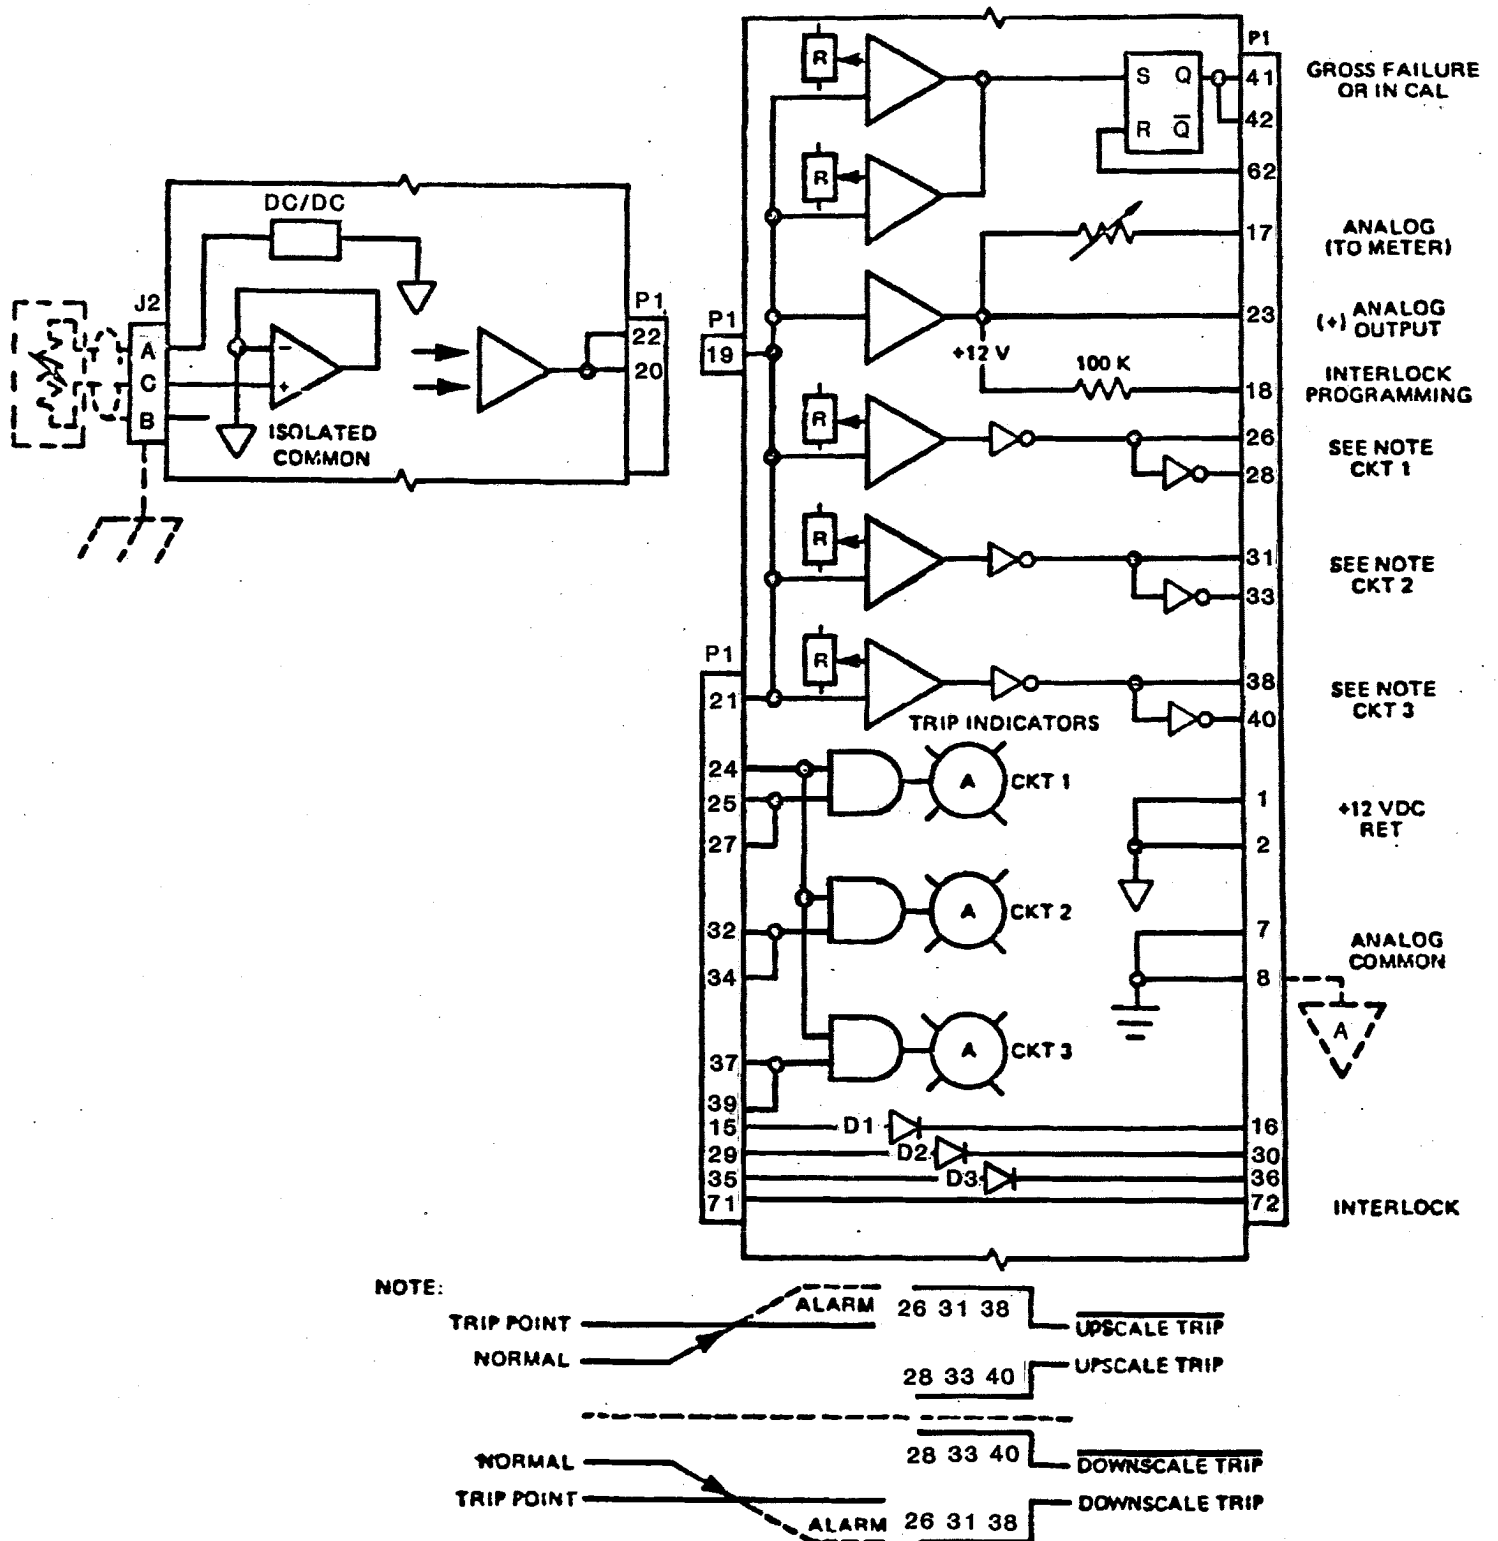 DC/DC
J2
A
C
B
−
+
ISOLATED
COMMON
P1
22
20
P1
19
P1
21
24
25
27
32
34
37
39
15
29
35
71
R
R
+12 V
100 K
R
R
R
S Q
R Q̅
TRIP INDICATORS
A CKT 1
A CKT 2
A CKT 3
D1
D2
D3
P1
41
42
62
17
23
18
26
28
31
33
38
40
1
2
7
8
16
30
36
72
GROSS FAILURE
OR IN CAL
ANALOG
(TO METER)
(+) ANALOG
OUTPUT
INTERLOCK
PROGRAMMING
SEE NOTE
CKT 1
SEE NOTE
CKT 2
SEE NOTE
CKT 3
+12 VDC
RET
ANALOG
COMMON
A
INTERLOCK
NOTE:
TRIP POINT
NORMAL
ALARM
26 31 38
UPSCALE TRIP
28 33 40
UPSCALE TRIP
NORMAL
TRIP POINT
ALARM
28 33 40
DOWNSCALE TRIP
26 31 38
DOWNSCALE TRIP